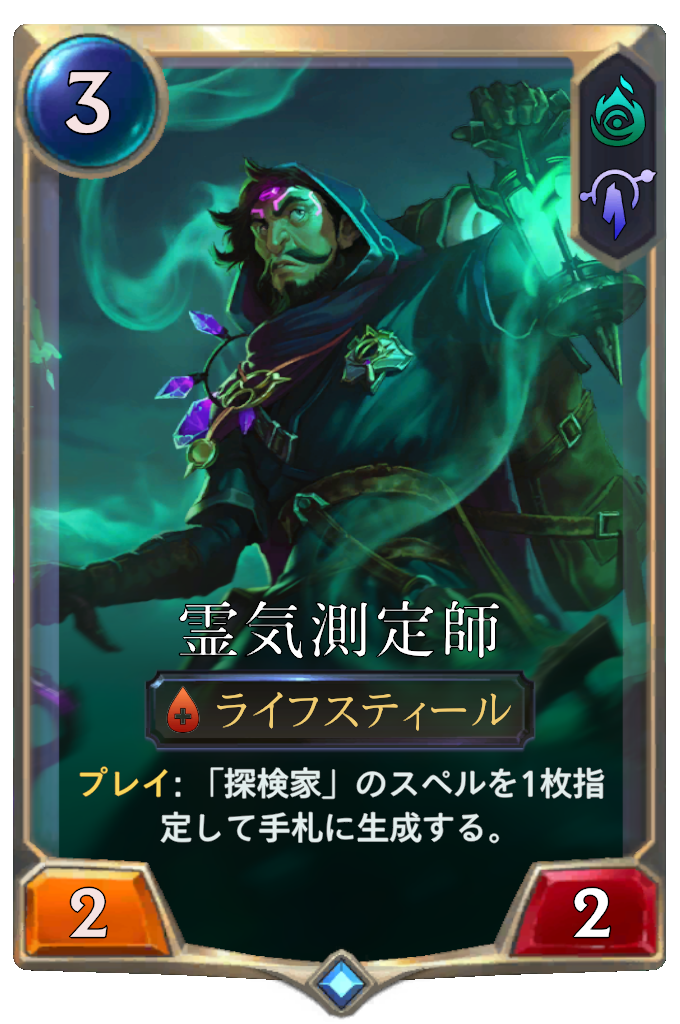 3
霊気測定師
ライフスティール
プレイ: 「探検家」のスペルを1枚指
定して手札に生成する。
2
2